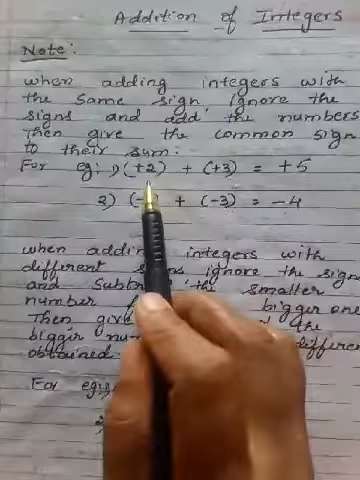 Addition of Integers
Note:
when adding integers with
the same sign ignore the
signs and add the numbers
Then give the common sign
to their sum.
For eg: 1) (+2) + (+3) = +5
2) (- ) + (-3) = -4
when adding integers with
different signs ignore the sign
and Subtr the smaller
number bigger one
Then give the
bigger num differen
obtained
For eg: